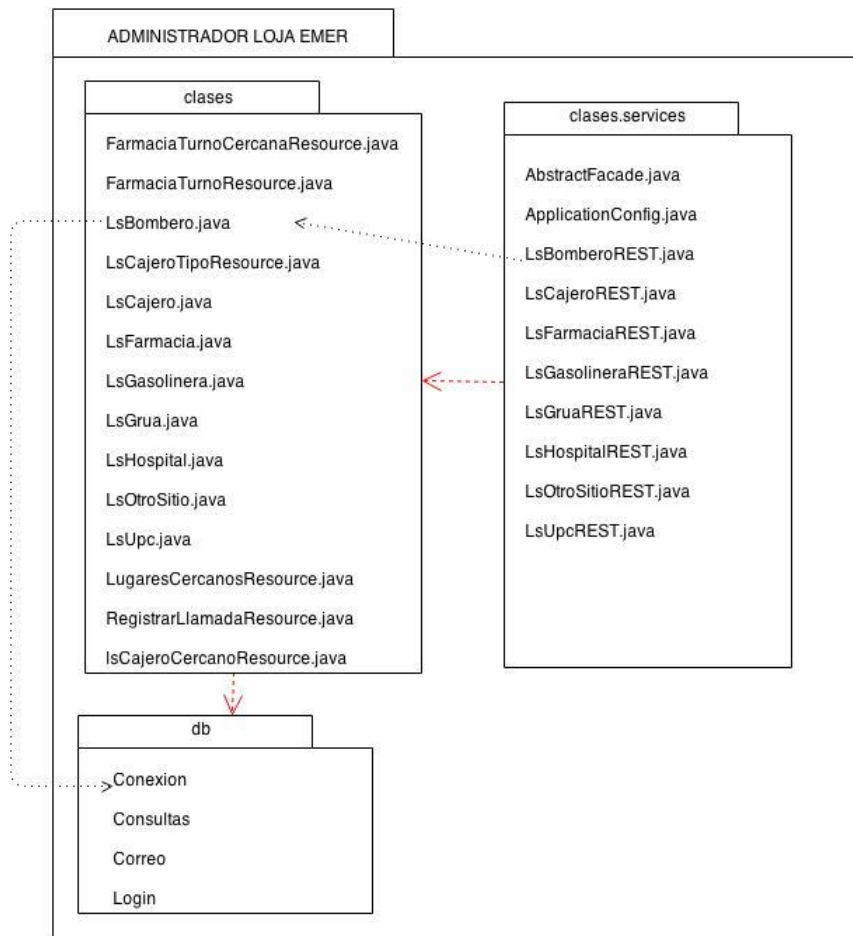 ADMINISTRADOR LOJA EMER
clases
FarmaciaTurnoCercanaResource.java
FarmaciaTurnoResource.java
LsBombero.java
LsCajeroTipoResource.java
LsCajero.java
LsFarmacia.java
LsGasolinera.java
LsGrua.java
LsHospital.java
LsOtroSitio.java
LsUpc.java
LugaresCercanosResource.java
RegistrarLlamadaResource.java
lsCajeroCercanoResource.java
clases.services
AbstractFacade.java
ApplicationConfig.java
LsBomberoREST.java
LsCajeroREST.java
LsFarmaciaREST.java
LsGasolineraREST.java
LsGruaREST.java
LsHospitalREST.java
LsOtroSitioREST.java
LsUpcREST.java
db
Conexion
Consultas
Correo
Login